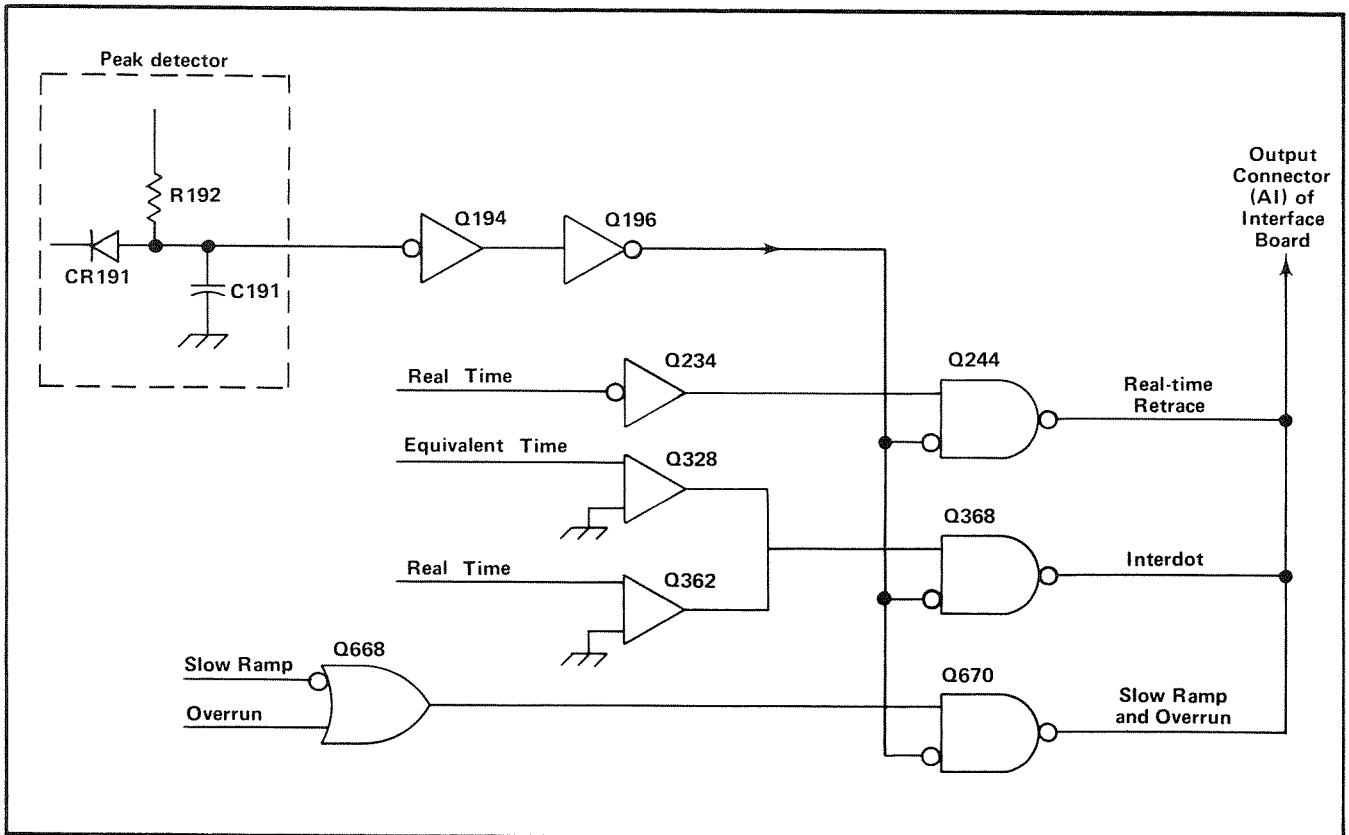 Peak detector
R192
CR191
C191
Q194
Q196
Output
Connector
(AI) of
Interface
Board
Real Time
Q234
Q244
Real-time
Retrace
Equivalent Time
Q328
Q368
Interdot
Real Time
Q362
Q668
Slow Ramp
Overrun
Q670
Slow Ramp
and Overrun